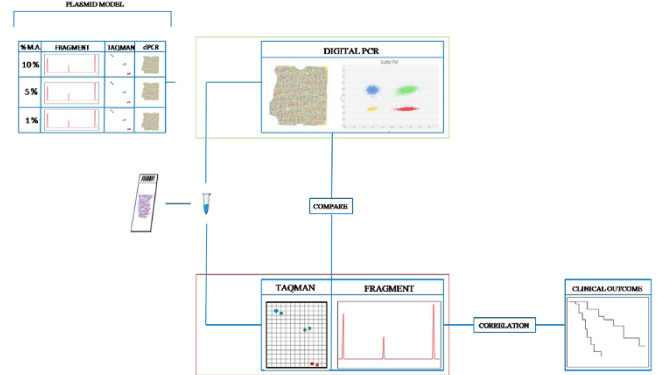 PLASMID MODEL
% M.A. FRAGMENT TAQMAN dPCR
10%
5%
1%
DIGITAL PCR
Scatter Plot
COMPARE
TAQMAN FRAGMENT
CORRELATION
CLINICAL OUTCOME